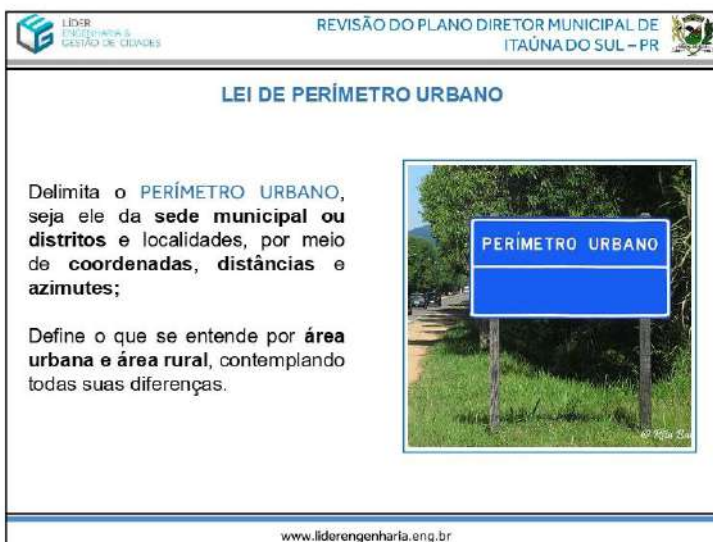 LÍDER
ENGENHARIA &
GESTÃO DE CIDADES
REVISÃO DO PLANO DIRETOR MUNICIPAL DE
ITAÚNA DO SUL – PR
LEI DE PERÍMETRO URBANO
Delimita o PERÍMETRO URBANO,
seja ele da sede municipal ou
distritos e localidades, por meio
de coordenadas, distâncias e
azimutes;
Define o que se entende por área
urbana e área rural, contemplando
todas suas diferenças.
PERÍMETRO URBANO
www.liderengenharia.eng.br